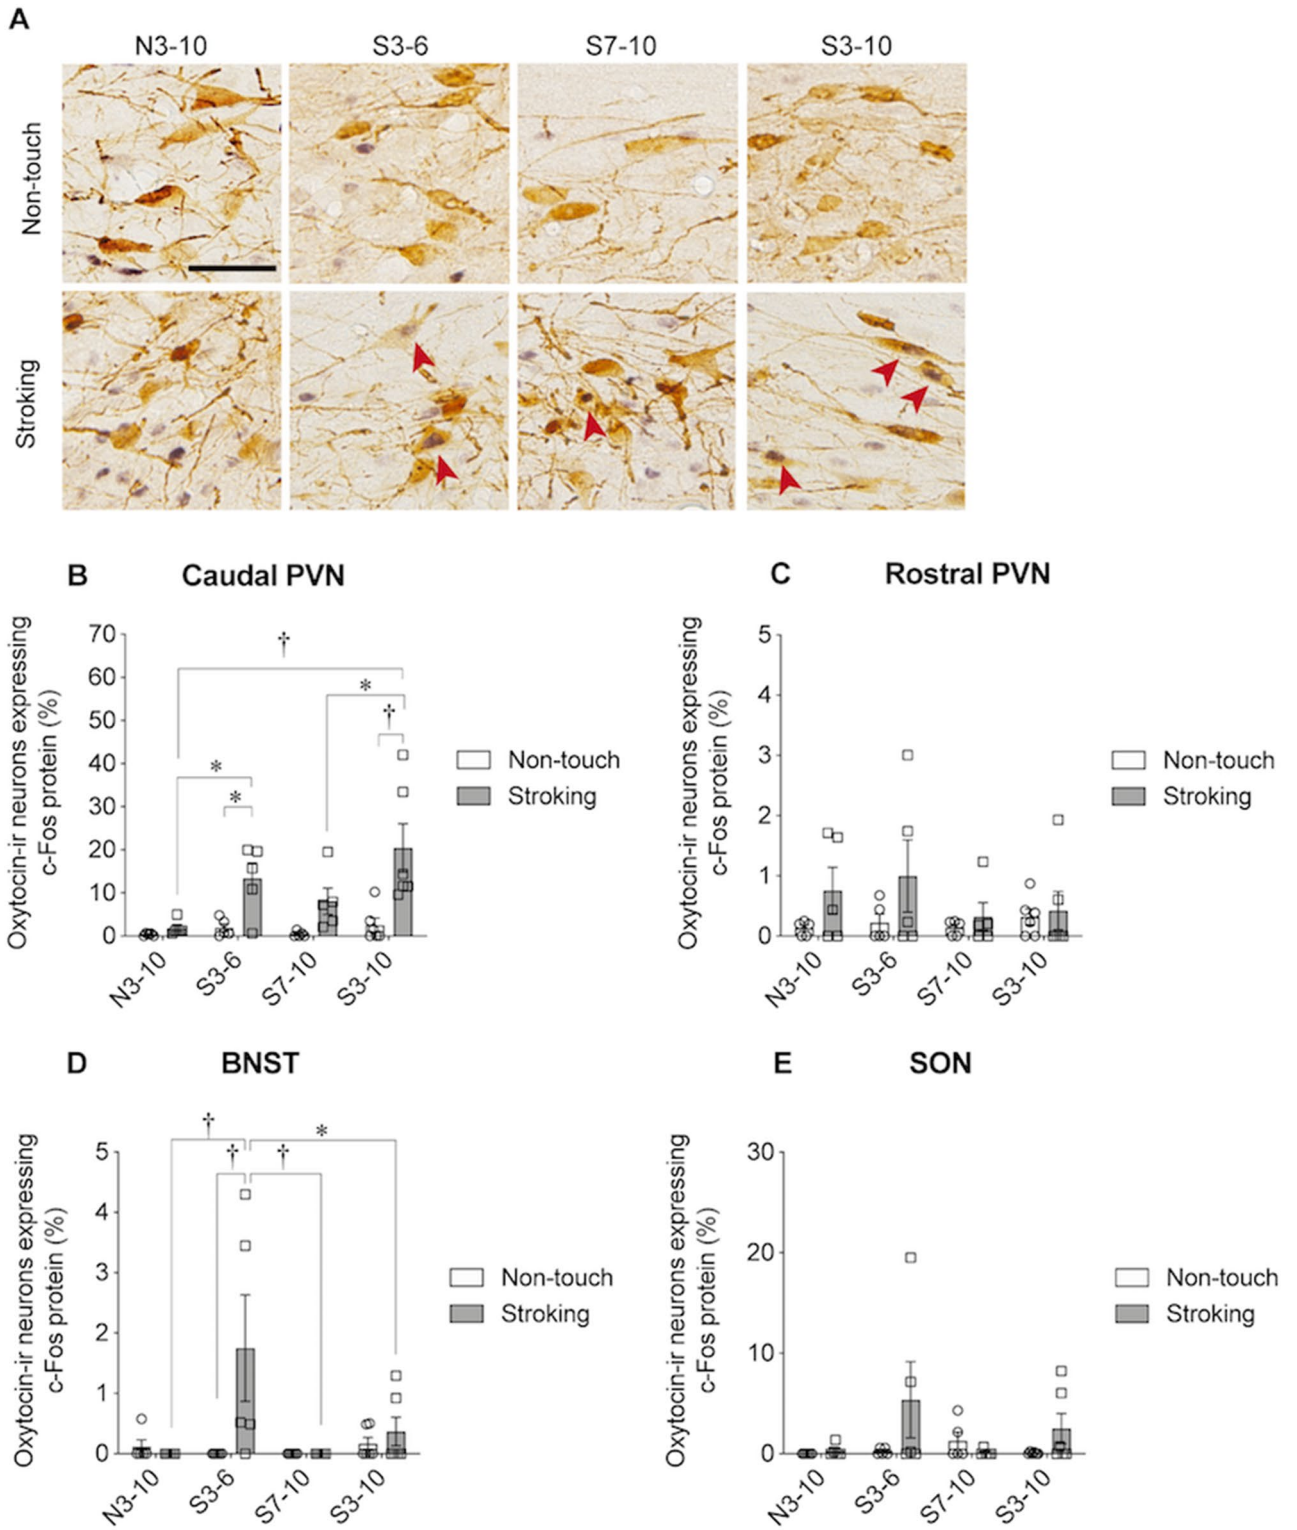 A
N3-10 S3-6 S7-10 S3-10
Non-touch
Stroking
B Caudal PVN
Oxytocin-ir neurons expressing
c-Fos protein (%)
70
60
50
40
30
20
10
0
†
*
†
*
*
N3-10 S3-6 S7-10 S3-10
Non-touch
Stroking
C Rostral PVN
Oxytocin-ir neurons expressing
c-Fos protein (%)
5
4
3
2
1
0
N3-10 S3-6 S7-10 S3-10
Non-touch
Stroking
D BNST
Oxytocin-ir neurons expressing
c-Fos protein (%)
5
4
3
2
1
0
† *
† †
N3-10 S3-6 S7-10 S3-10
Non-touch
Stroking
E SON
Oxytocin-ir neurons expressing
c-Fos protein (%)
30
20
10
0
N3-10 S3-6 S7-10 S3-10
Non-touch
Stroking